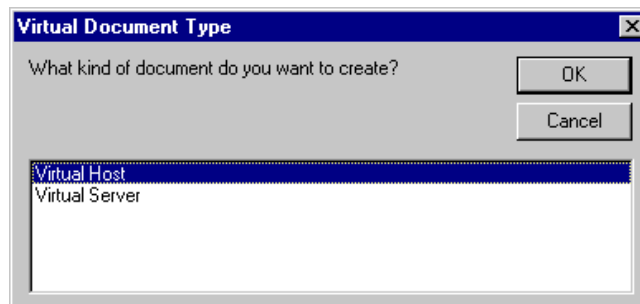 Virtual Document Type
What kind of document do you want to create?
OK
Cancel
Virtual Host
Virtual Server